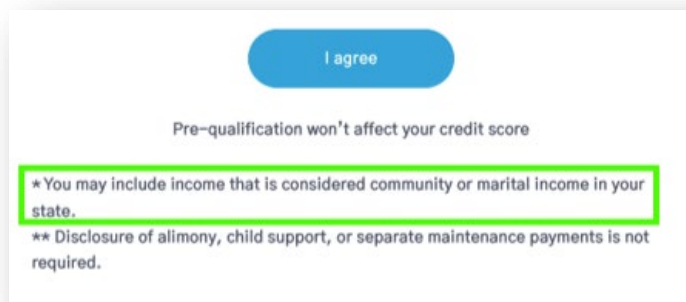 I agree
Pre-qualification won't affect your credit score
* You may include income that is considered community or marital income in your
state.
** Disclosure of alimony, child support, or separate maintenance payments is not
required.